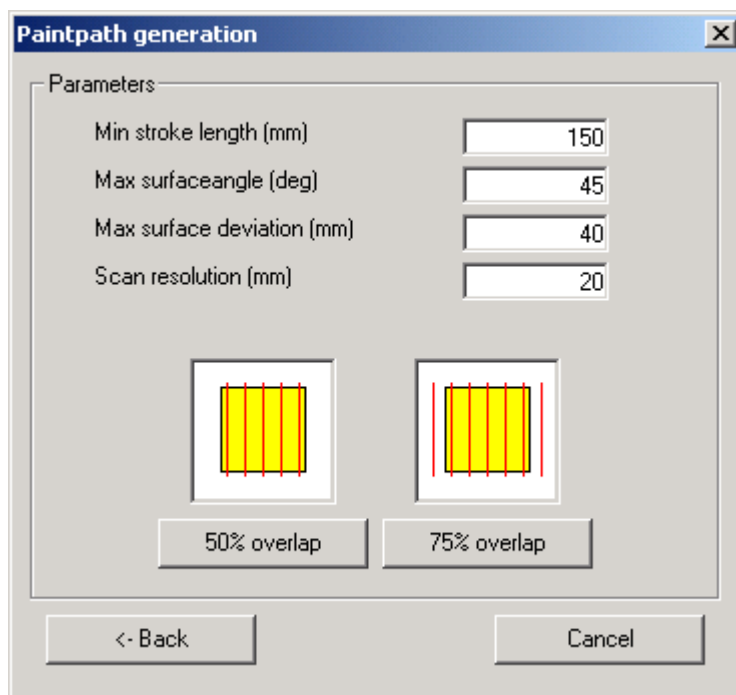 Paintpath generation
Parameters
Min stroke length (mm) 150
Max surfaceangle (deg) 45
Max surface deviation (mm) 40
Scan resolution (mm) 20
50% overlap 75% overlap
<- Back Cancel